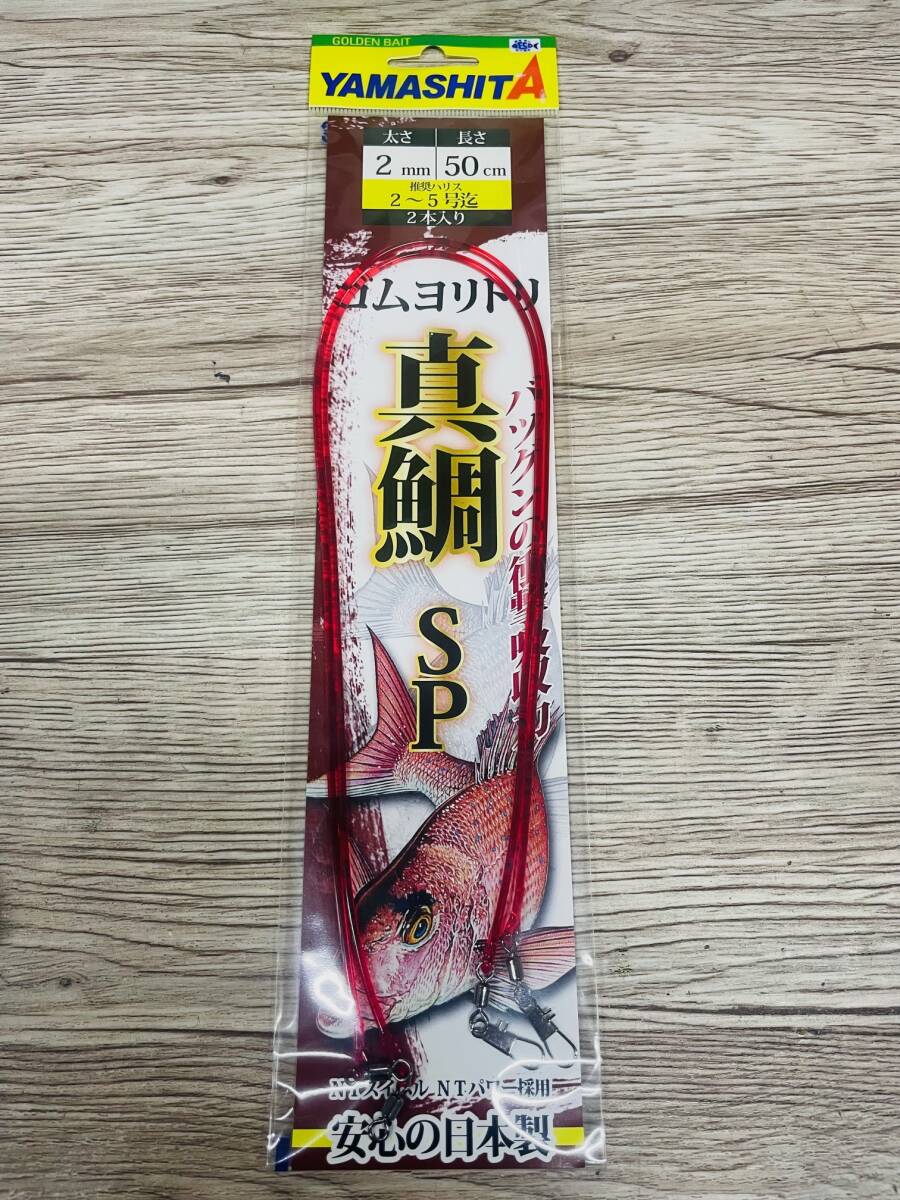 GOLDEN BAIT
YAMASHITA
太さ 長さ
2 mm 50 cm
推奨ハリス
2～5号迄
2本入り
ゴムヨリトリ
真鯛
SP
バツグンの衝撃吸収力
NTスイベル NTパワー採用
安心の日本製